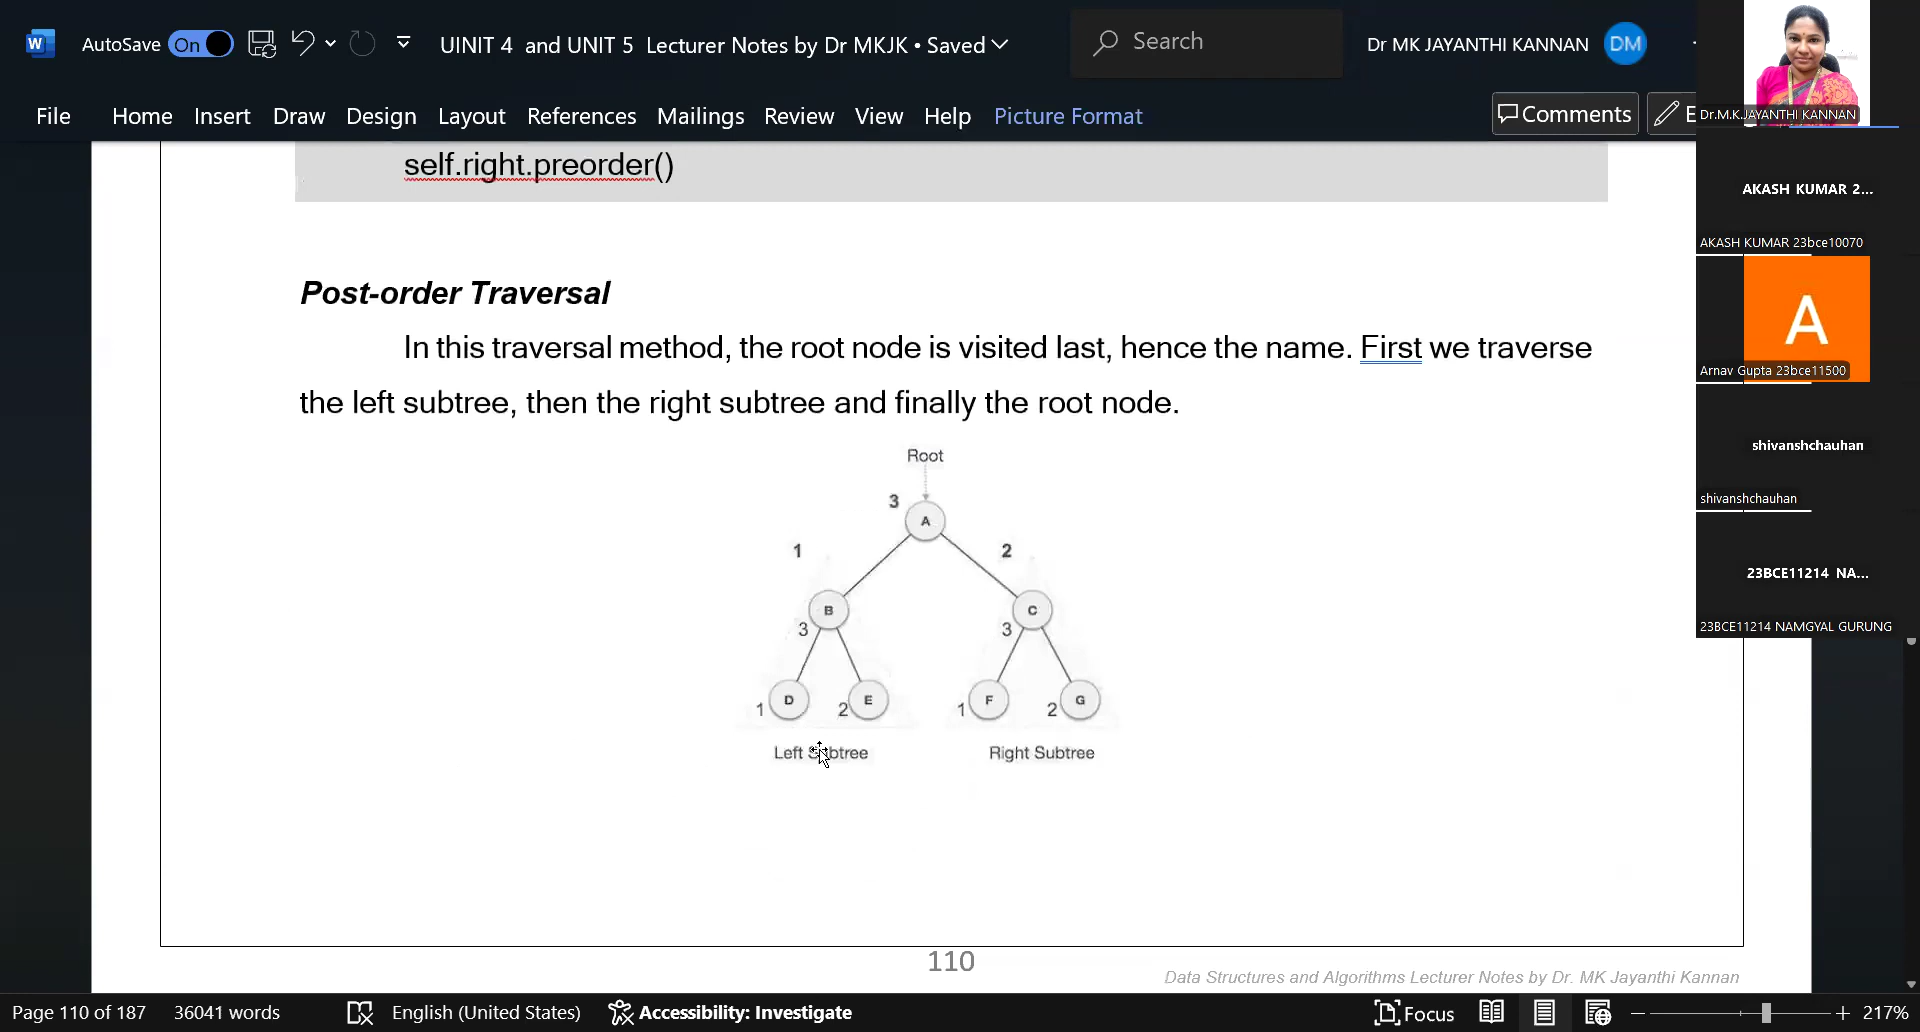 AutoSave On UINIT 4 and UNIT 5 Lecturer Notes by Dr MKJK • Saved Search Dr MK JAYANTHI KANNAN DM
File Home Insert Draw Design Layout References Mailings Review View Help Picture Format Comments E
self.right.preorder()
Post-order Traversal
In this traversal method, the root node is visited last, hence the name. First we traverse
the left subtree, then the right subtree and finally the root node.
Root
3
A
1 2
B C
3 3
D E F G
1 2 1 2
Left Subtree Right Subtree
110
Data Structures and Algorithms Lecturer Notes by Dr. MK Jayanthi Kannan
Page 110 of 187 36041 words English (United States) Accessibility: Investigate Focus 217%
Dr.M.K.JAYANTHI KANNAN
AKASH KUMAR 2...
AKASH KUMAR 23bce10070
A
Arnav Gupta 23bce11500
shivanshchauhan
shivanshchauhan
23BCE11214 NA...
23BCE11214 NAMGYAL GURUNG